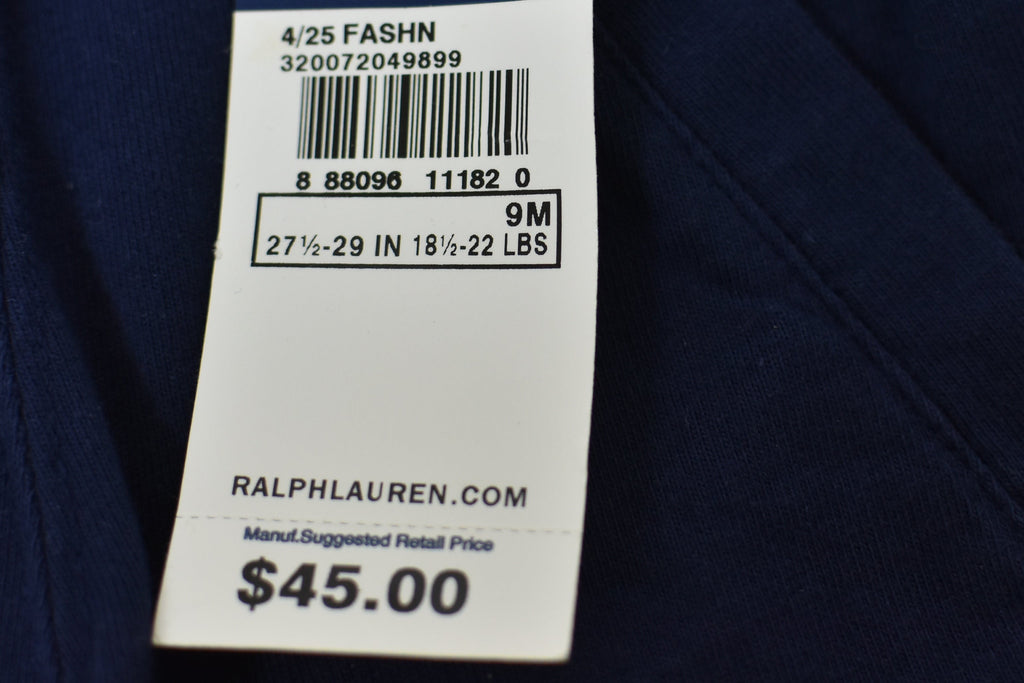 4/25 FASHN
320072049899
8 88096 11182 0
9M
27½-29 IN 18½-22 LBS
RALPHLAUREN.COM
Manuf.Suggested Retail Price
$45.00